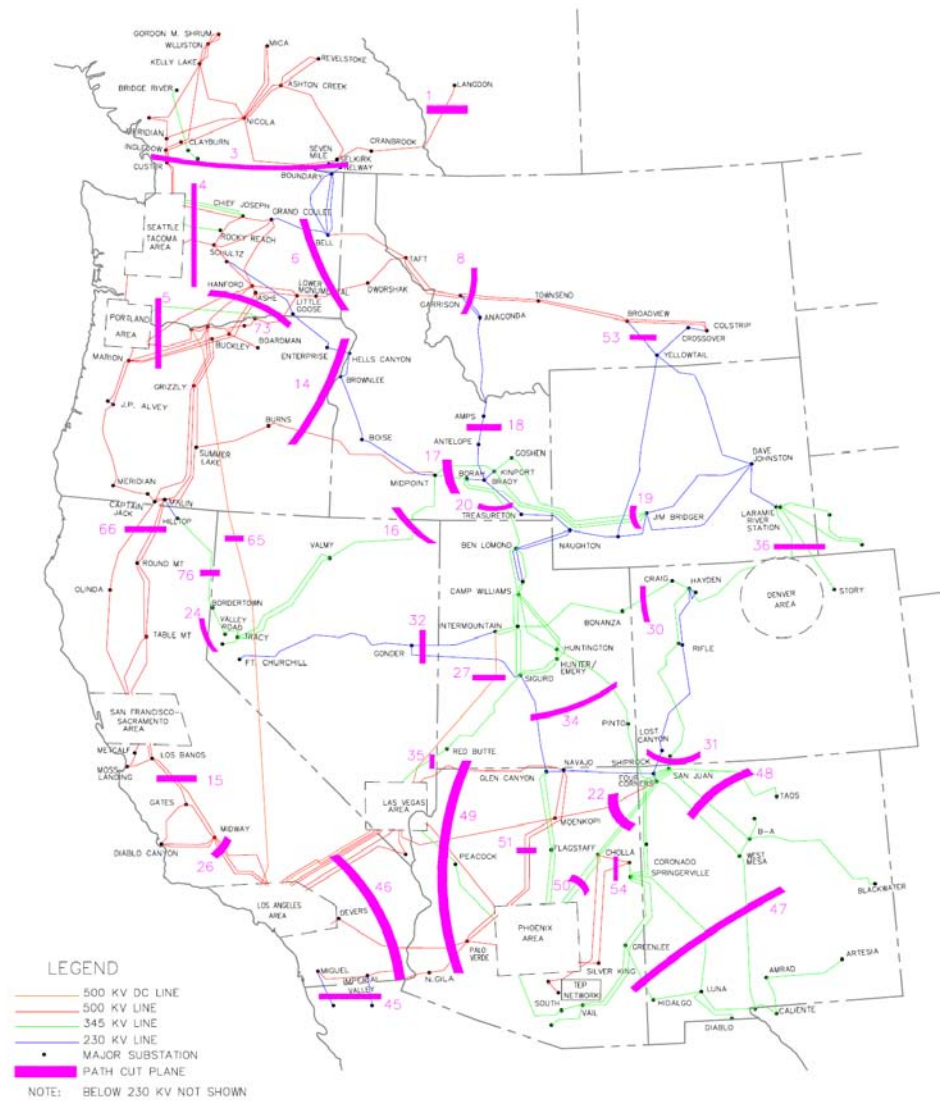 GORDON M. SHRUM
WILLISTON
KELLY LAKE
MICA
REVELSTOKE
BRIDGE RIVER
ASHTON CREEK
LANGDON
1
MERIDIAN
NICOLA
INGLEDOW
CLAYBURN
CRANBROOK
3
SEVEN
MILE
SELKIRK
NELWAY
CUSTER
BOUNDARY
4
CHIEF JOSEPH
GRAND COULEE
SEATTLE
TACOMA
AREA
ROCKY REACH
BELL
SCHULTZ
6
TAFT
8
HANFORD
ASHE
LOWER
MONUMENTAL
LITTLE
GOOSE
DWORSHAK
GARRISON
TOWNSEND
5
ANACONDA
BROADVIEW
COLSTRIP
CROSSOVER
PORTLAND
AREA
73
53
BOARDMAN
MARION
BUCKLEY
ENTERPRISE
HELLS CANYON
YELLOWTAIL
GRIZZLY
14
BROWNLEE
J.P. ALVEY
BURNS
AMPS
18
BOISE
ANTELOPE
SUMMER
LAKE
GOSHEN
DAVE
JOHNSTON
17
BORAH
KINPORT
BRADY
MERIDIAN
MIDPOINT
CAPTAIN
JACK
MALIN
20
19
HILLTOP
TREASURETON
JIM BRIDGER
LARAMIE
RIVER
STATION
66
16
65
NAUGHTON
36
VALMY
BEN LOMOND
ROUND MT
76
CRAIG
HAYDEN
OLINDA
CAMP WILLIAMS
DENVER
AREA
STORY
BORDERTOWN
24
VALLEY
ROAD
BONANZA
30
TRACY
32
INTERMOUNTAIN
TABLE MT
HUNTINGTON
RIFLE
FT. CHURCHILL
GONDER
HUNTER/
EMERY
27
SIGURD
SAN FRANCISCO-
SACRAMENTO
AREA
34
PINTO
METCALF
LOS BANOS
RED BUTTE
LOST
CANYON
31
35
MOSS
LANDING
NAVAJO
SHIPROCK
15
GLEN CANYON
FOUR
CORNERS
SAN JUAN
48
LAS VEGAS
AREA
TAOS
GATES
22
49
MIDWAY
MOENKOPI
B-A
DIABLO CANYON
51
FLAGSTAFF
CHOLLA
26
PEACOCK
CORONADO
WEST
MESA
SPRINGERVILLE
46
50
54
BLACKWATER
LOS ANGELES
AREA
47
DEVERS
PHOENIX
AREA
GREENLEE
PALO
VERDE
ARTESIA
MIGUEL
IMPERIAL
VALLEY
N.GILA
SILVER KING
AMRAD
TEP
NETWORK
LUNA
45
SOUTH
VAIL
HIDALGO
CALIENTE
DIABLO
LEGEND
500 KV DC LINE
500 KV LINE
345 KV LINE
230 KV LINE
MAJOR SUBSTATION
PATH CUT PLANE
NOTE: BELOW 230 KV NOT SHOWN